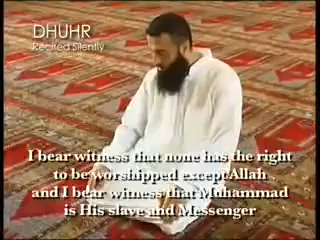 DHUHR
Recited Silently
I bear witness that none has the right
to be worshipped except Allah
and I bear witness that Muhammad
is His slave and Messenger